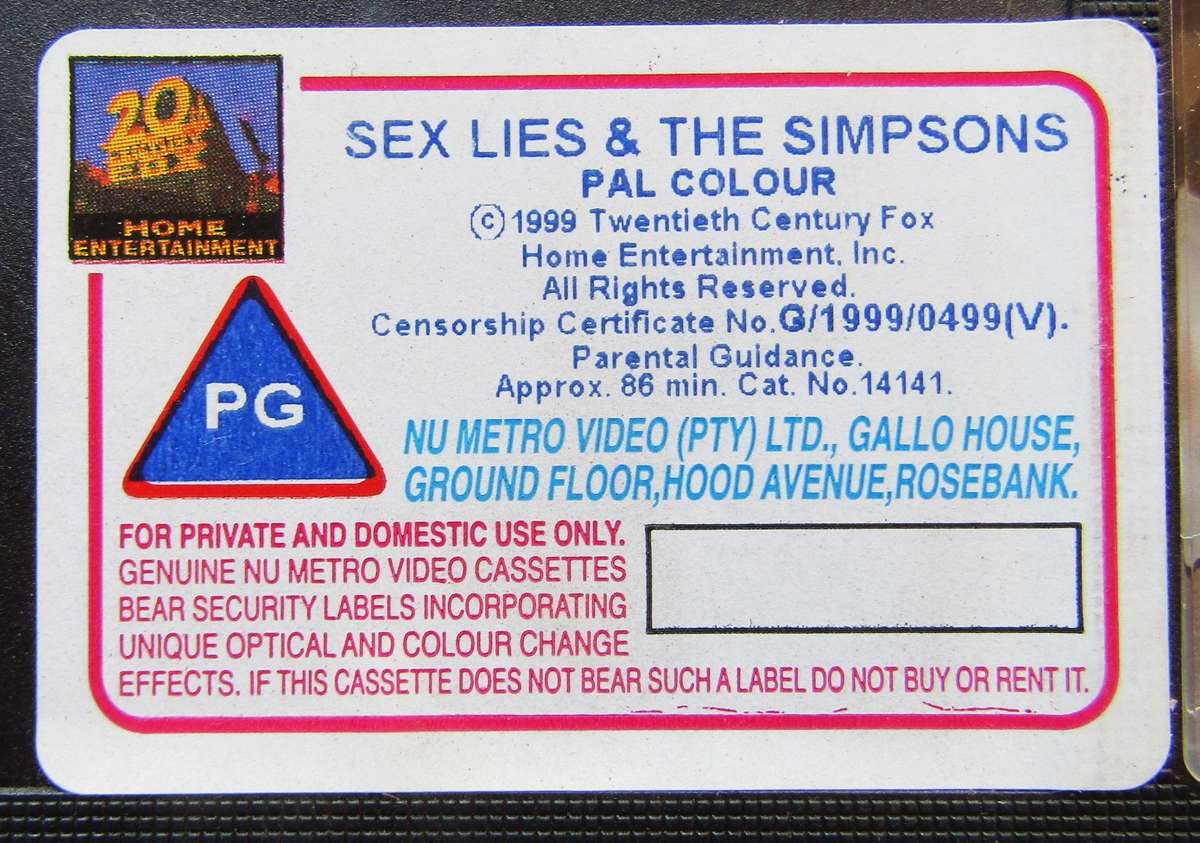 20th
CENTURY
FOX
HOME
ENTERTAINMENT
SEX LIES & THE SIMPSONS
PAL COLOUR
©1999 Twentieth Century Fox
Home Entertainment, Inc.
All Rights Reserved.
Censorship Certificate No.G/1999/0499(V).
Parental Guidance.
Approx. 86 min. Cat. No.14141.
PG
NU METRO VIDEO (PTY) LTD., GALLO HOUSE,
GROUND FLOOR,HOOD AVENUE,ROSEBANK.
FOR PRIVATE AND DOMESTIC USE ONLY.
GENUINE NU METRO VIDEO CASSETTES
BEAR SECURITY LABELS INCORPORATING
UNIQUE OPTICAL AND COLOUR CHANGE
EFFECTS. IF THIS CASSETTE DOES NOT BEAR SUCH A LABEL DO NOT BUY OR RENT IT.